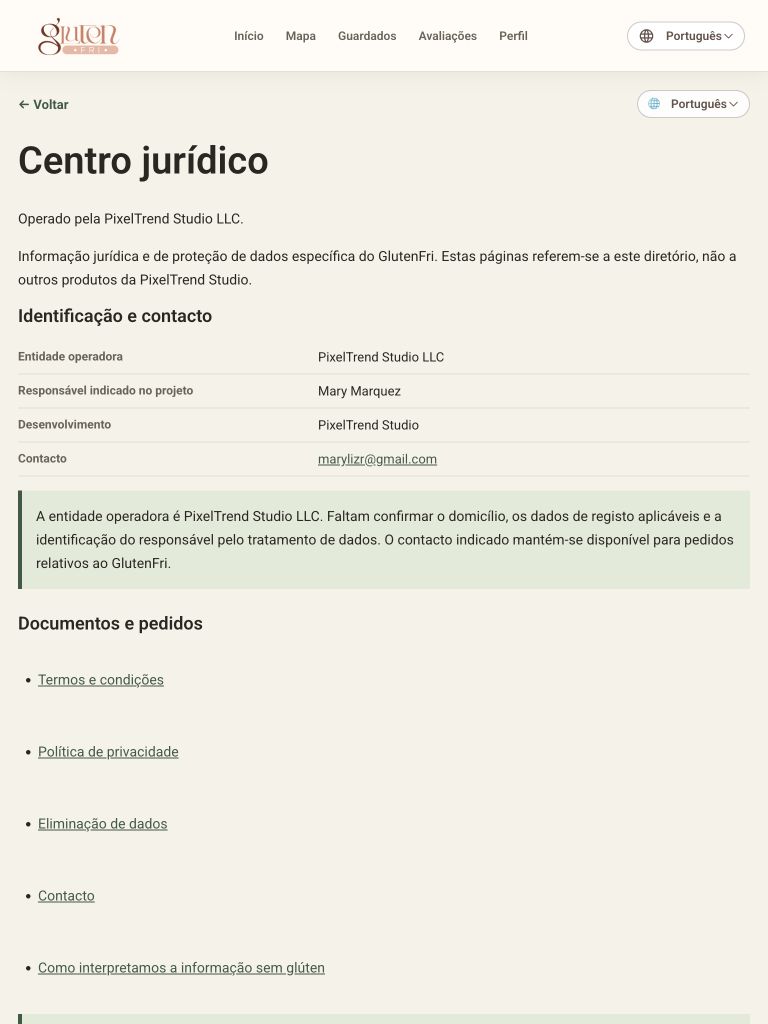 gluten
• FRI •
Início Mapa Guardados Avaliações Perfil
Português
← Voltar
Português
Centro jurídico
Operado pela PixelTrend Studio LLC.
Informação jurídica e de proteção de dados específica do GlutenFri. Estas páginas referem-se a este diretório, não a
outros produtos da PixelTrend Studio.
Identificação e contacto
Entidade operadora PixelTrend Studio LLC
Responsável indicado no projeto Mary Marquez
Desenvolvimento PixelTrend Studio
Contacto marylizr@gmail.com
A entidade operadora é PixelTrend Studio LLC. Faltam confirmar o domicílio, os dados de registo aplicáveis e a
identificação do responsável pelo tratamento de dados. O contacto indicado mantém-se disponível para pedidos
relativos ao GlutenFri.
Documentos e pedidos
• Termos e condições
• Política de privacidade
• Eliminação de dados
• Contacto
• Como interpretamos a informação sem glúten